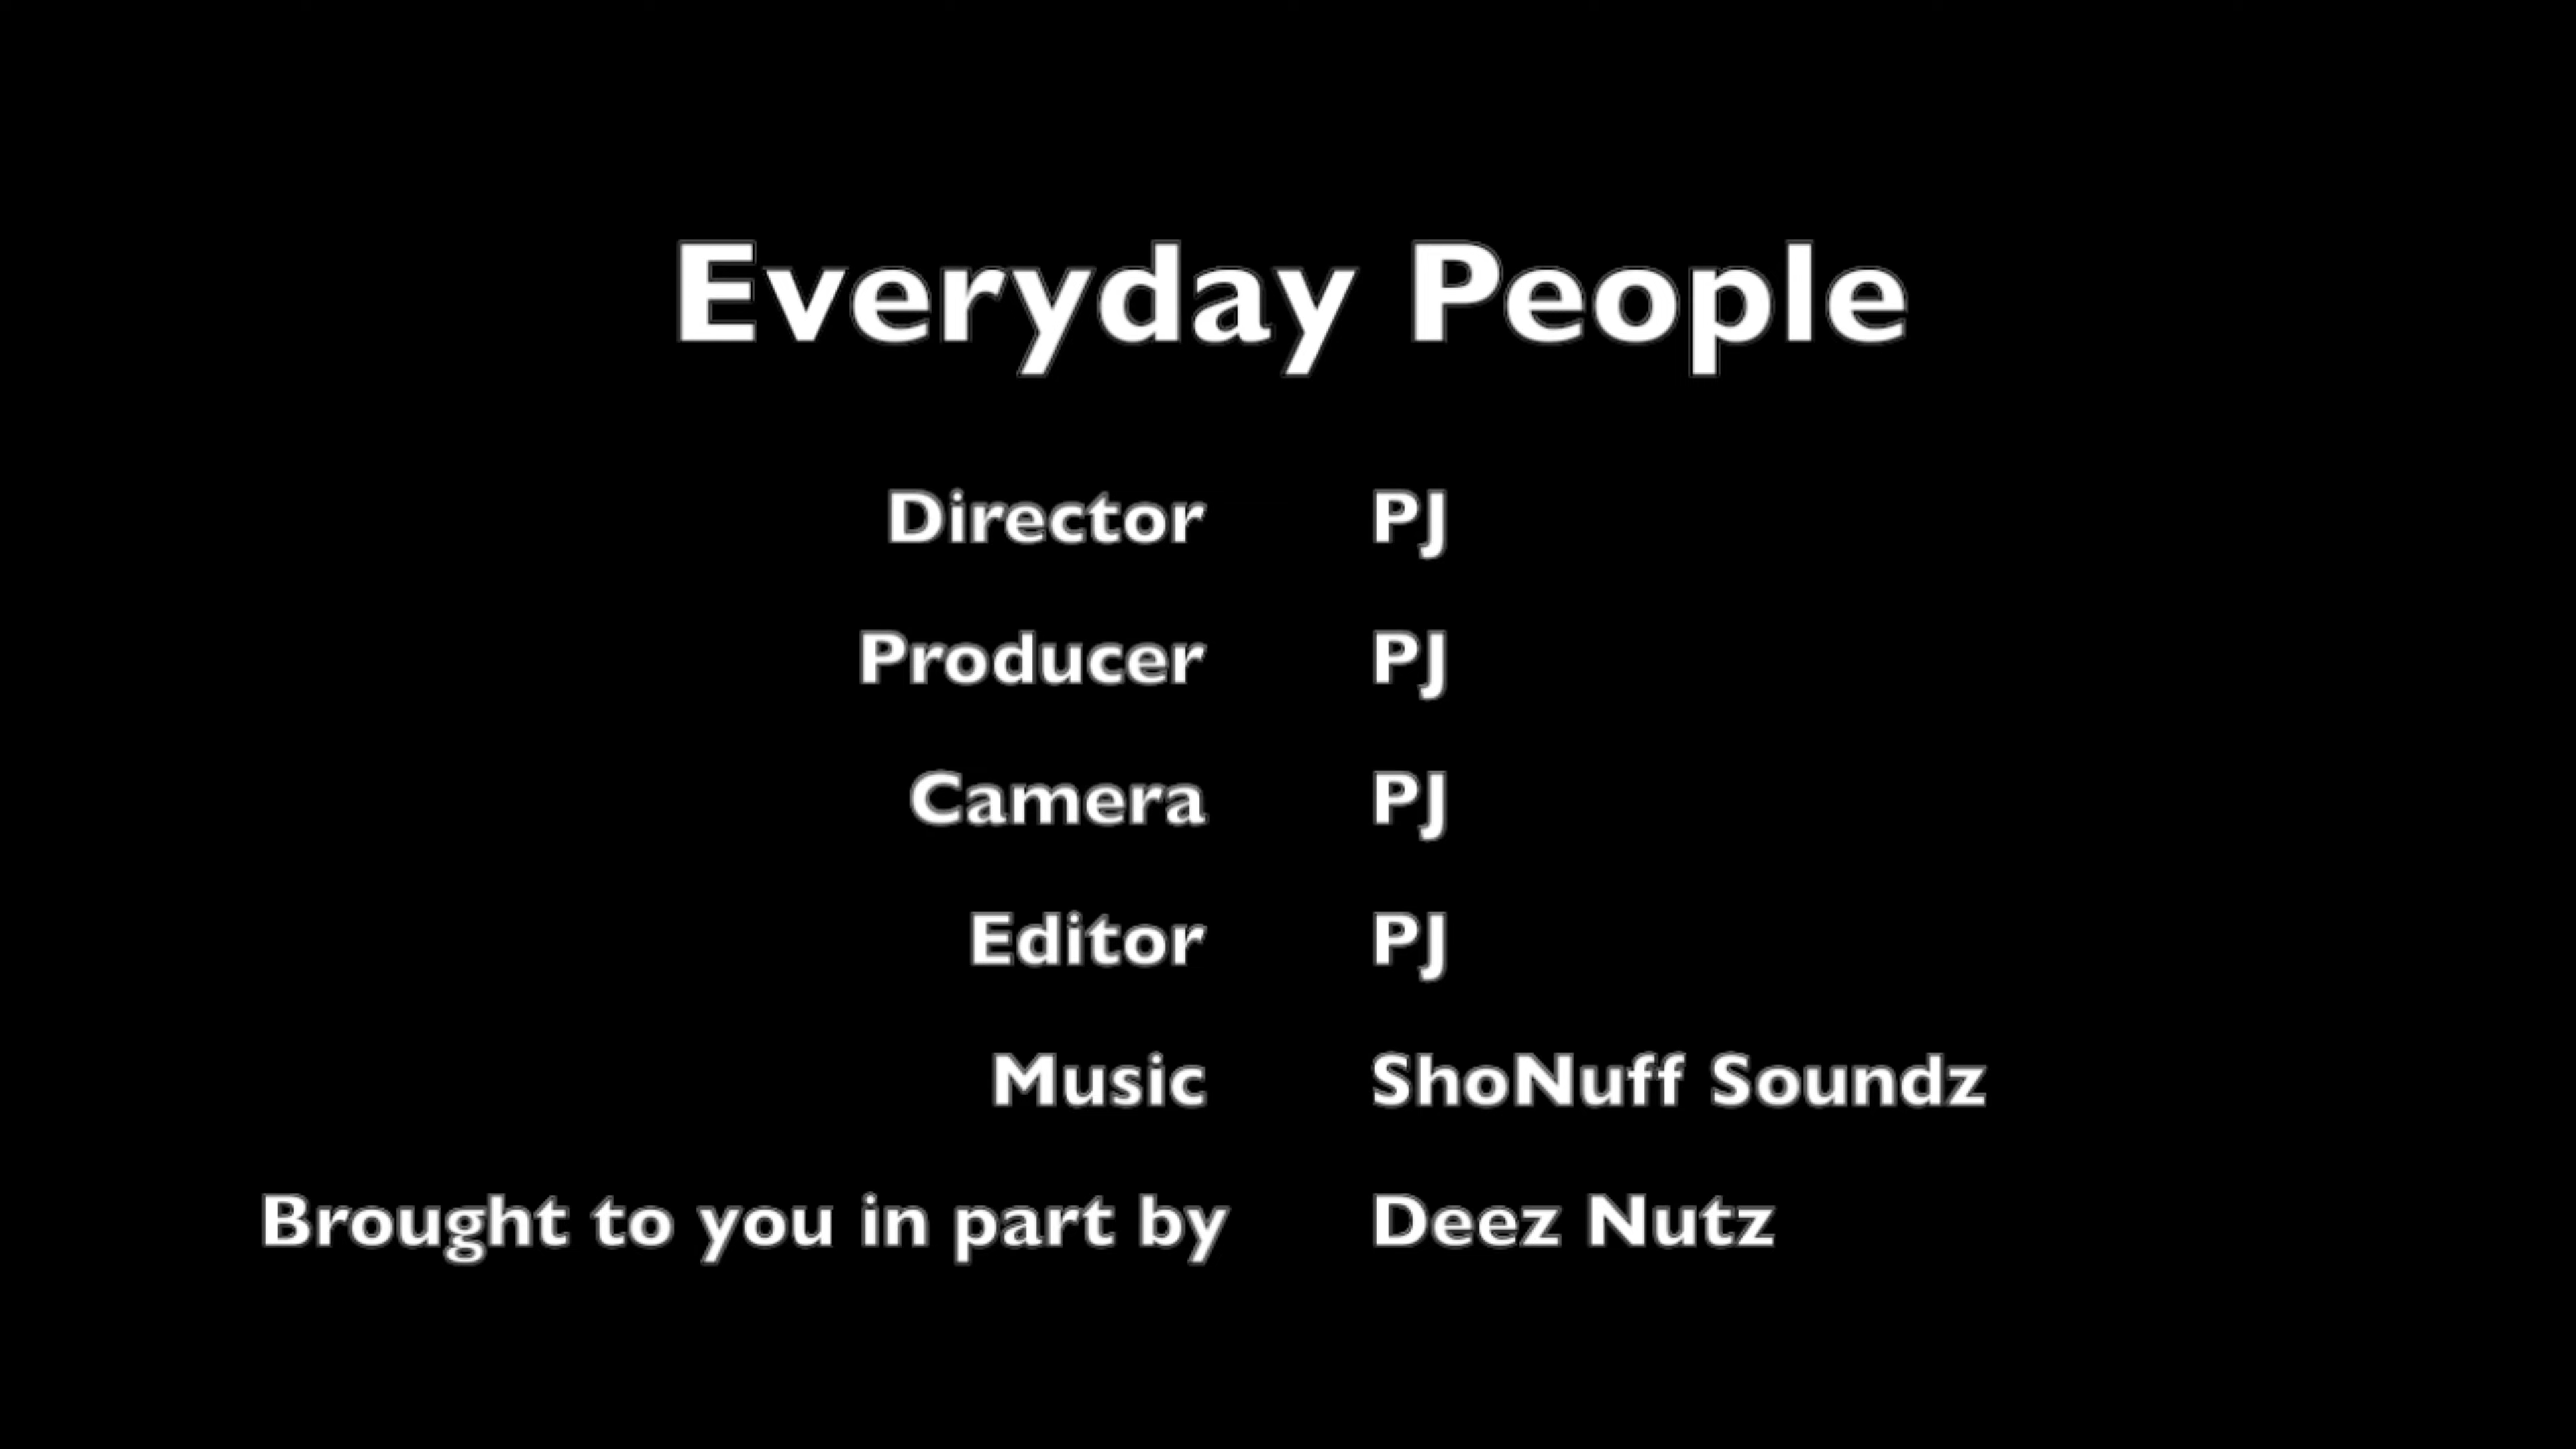 Everyday People
Director PJ
Producer PJ
Camera PJ
Editor PJ
Music ShoNuff Soundz
Brought to you in part by Deez Nutz